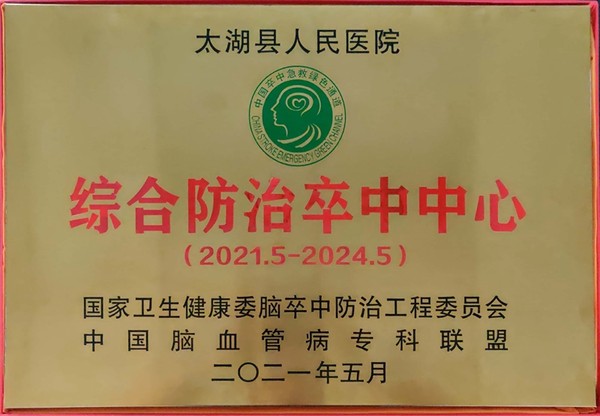 太湖县人民医院
中国卒中急救绿色通道
CHINA STROKE EMERGENCY GREEN CHANNEL
综合防治卒中中心
(2021.5-2024.5)
国家卫生健康委脑卒中防治工程委员会
中国脑血管病专科联盟
二〇二一年五月